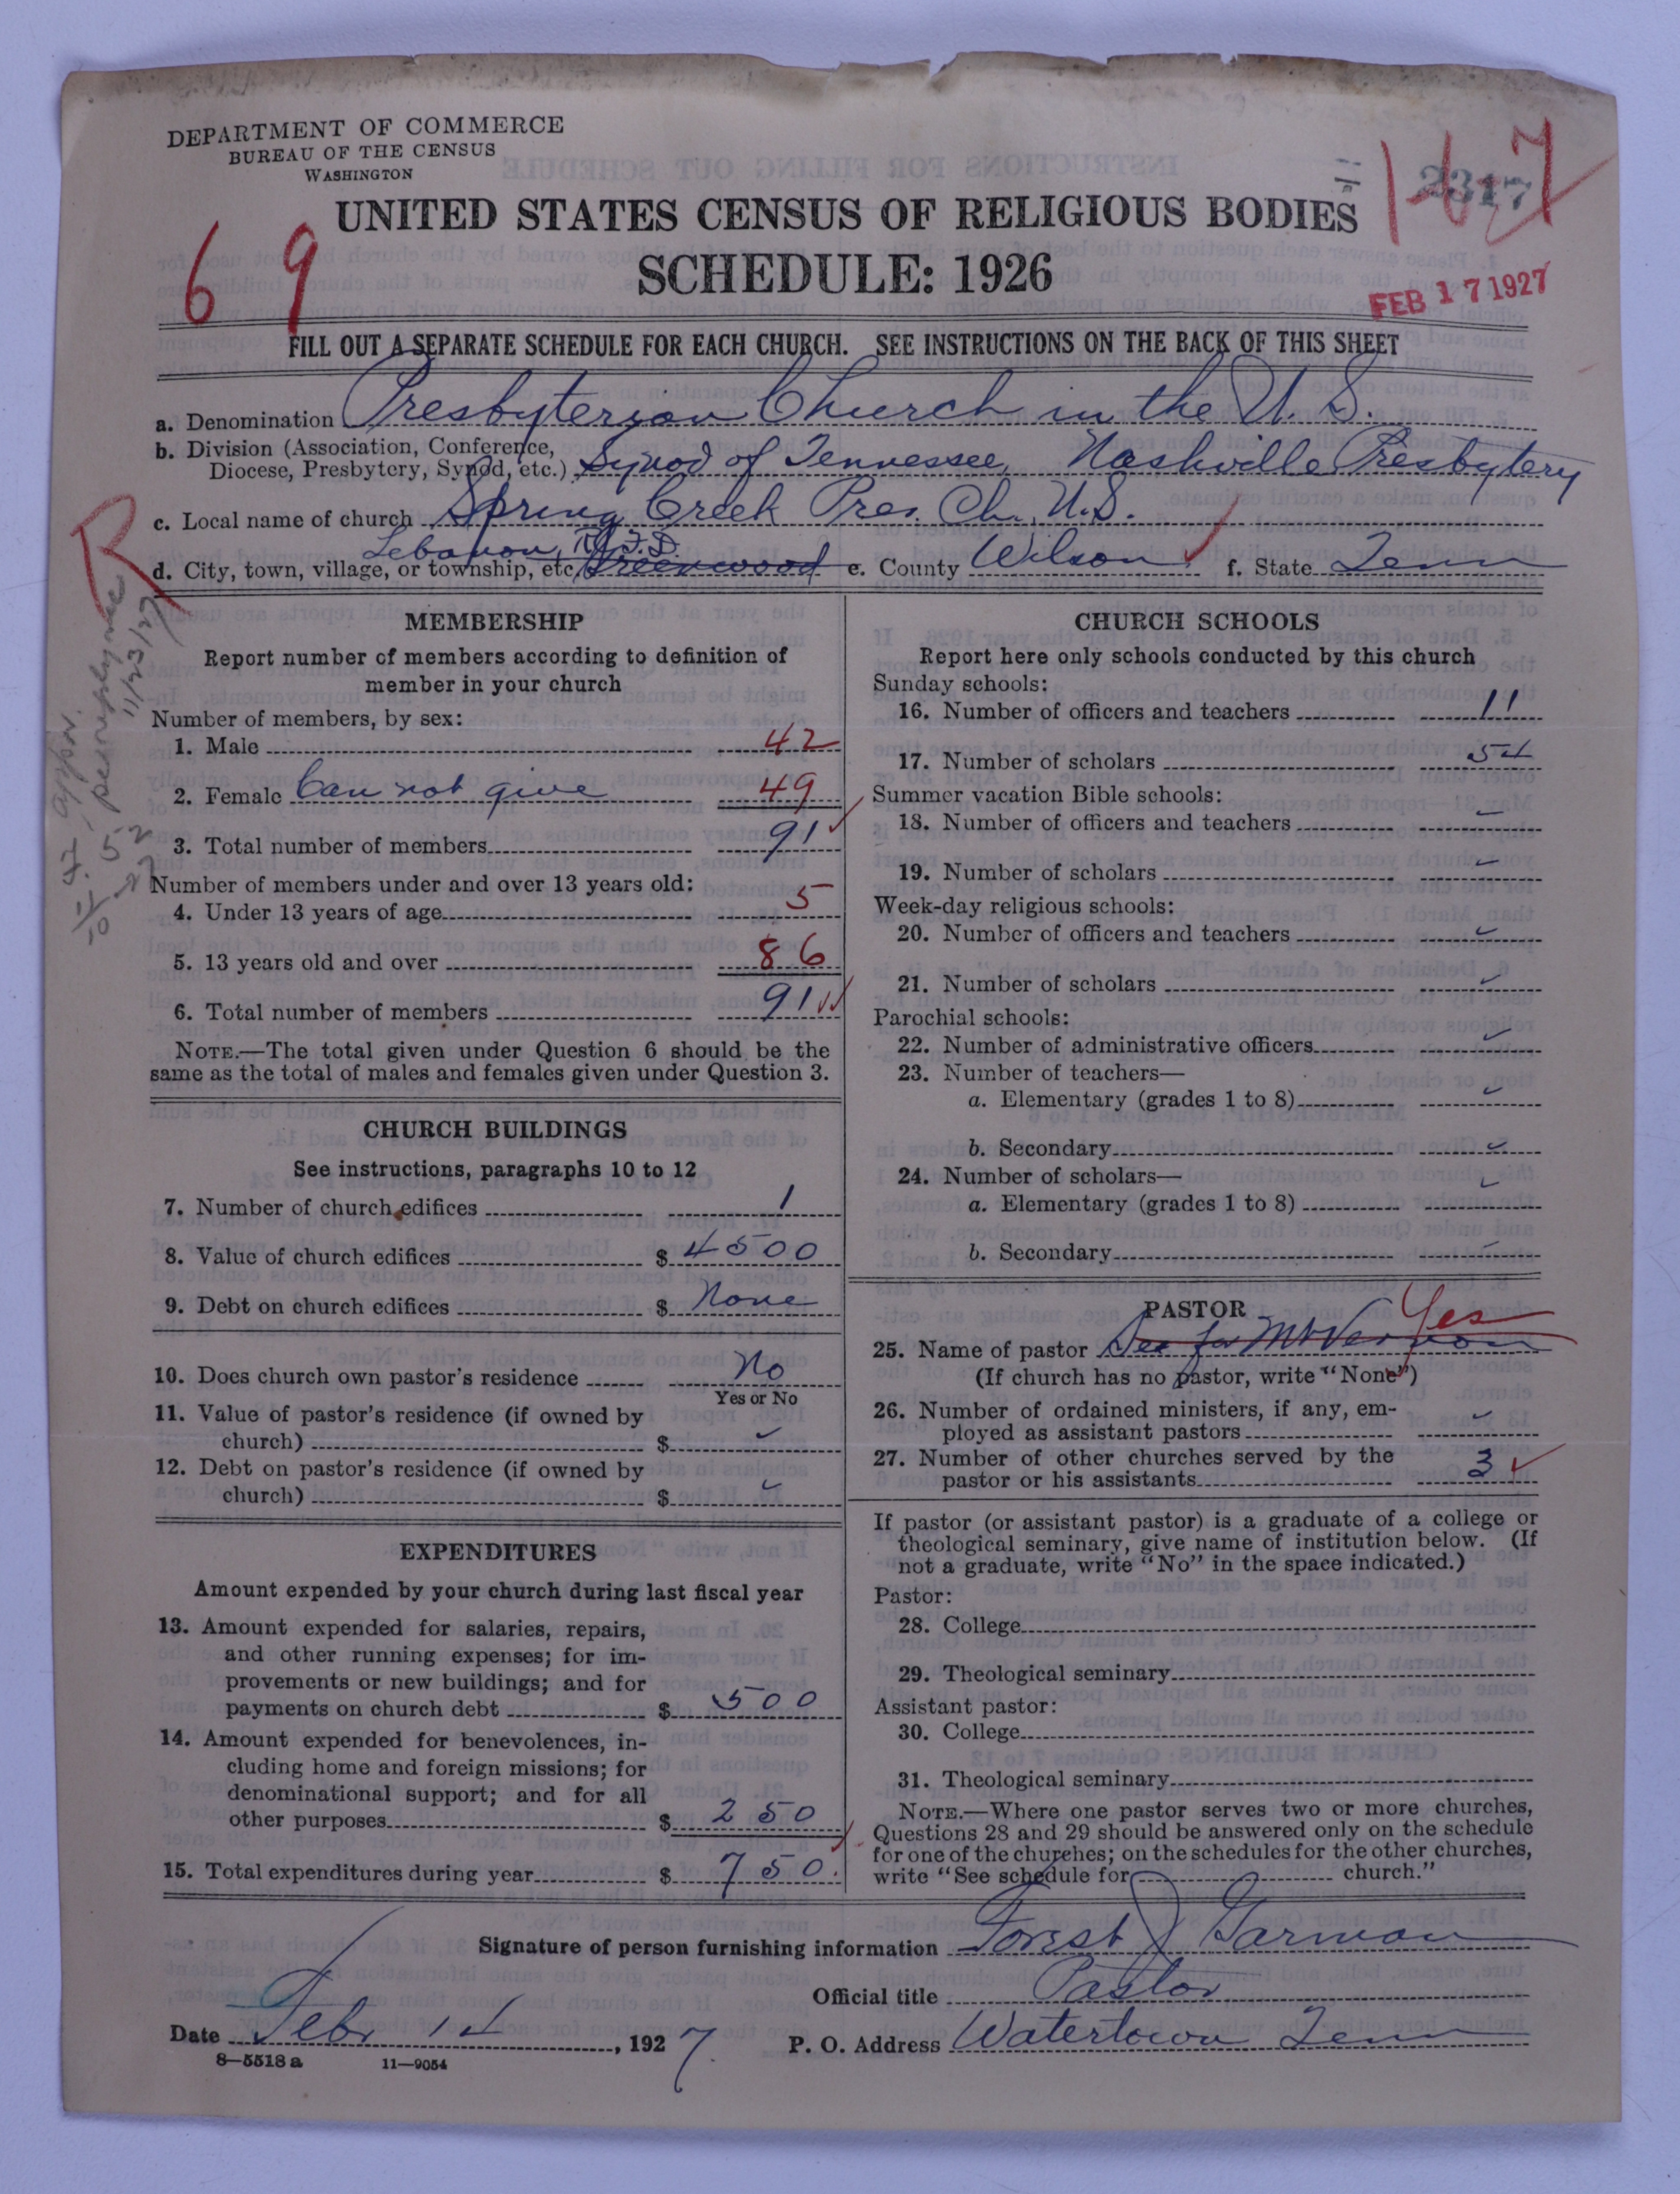 DEPARTMENT OF COMMERCE
BUREAU OF THE CENSUS
WASHINGTON
2317
167
UNITED STATES CENSUS OF RELIGIOUS BODIES
SCHEDULE: 1926
69
FEB 17 1927
FILL OUT A SEPARATE SCHEDULE FOR EACH CHURCH. SEE INSTRUCTIONS ON THE BACK OF THIS SHEET
a. Denomination Presbyterian Church in the U. S.
b. Division (Association, Conference,
Diocese, Presbytery, Synod, etc.) Synod of Tennessee, Nashville Presbytery
c. Local name of church Spring Creek Pres. Ch. U.S.
Lebanon, R.F.D.
d. City, town, village, or township, etc. Greenwood e. County Wilson f. State Tenn
R
11/23/27
MEMBERSHIP
Report number of members according to definition of
member in your church
Number of members, by sex:
1. Male 42
2. Female Can not give 49
3. Total number of members 91
Number of members under and over 13 years old:
4. Under 13 years of age 5
5. 13 years old and over 86
6. Total number of members 91
NOTE.—The total given under Question 6 should be the
same as the total of males and females given under Question 3.
CHURCH BUILDINGS
See instructions, paragraphs 10 to 12
7. Number of church edifices 1
8. Value of church edifices $ 4500
9. Debt on church edifices $ None
10. Does church own pastor's residence No
Yes or No
11. Value of pastor's residence (if owned by
church) $
12. Debt on pastor's residence (if owned by
church) $
EXPENDITURES
Amount expended by your church during last fiscal year
13. Amount expended for salaries, repairs,
and other running expenses; for im-
provements or new buildings; and for
payments on church debt $ 500
14. Amount expended for benevolences, in-
cluding home and foreign missions; for
denominational support; and for all
other purposes $ 250
15. Total expenditures during year $ 750.
CHURCH SCHOOLS
Report here only schools conducted by this church
Sunday schools:
16. Number of officers and teachers 11
17. Number of scholars 54
Summer vacation Bible schools:
18. Number of officers and teachers
19. Number of scholars
Week-day religious schools:
20. Number of officers and teachers
21. Number of scholars
Parochial schools:
22. Number of administrative officers
23. Number of teachers—
a. Elementary (grades 1 to 8)
b. Secondary
24. Number of scholars—
a. Elementary (grades 1 to 8)
b. Secondary
PASTOR
Yes
25. Name of pastor See for Mt Vernon
(If church has no pastor, write "None")
26. Number of ordained ministers, if any, em-
ployed as assistant pastors
27. Number of other churches served by the
pastor or his assistants 3
If pastor (or assistant pastor) is a graduate of a college or
theological seminary, give name of institution below. (If
not a graduate, write "No" in the space indicated.)
Pastor:
28. College
29. Theological seminary
Assistant pastor:
30. College
31. Theological seminary
NOTE.—Where one pastor serves two or more churches,
Questions 28 and 29 should be answered only on the schedule
for one of the churches; on the schedules for the other churches,
write "See schedule for church."
Signature of person furnishing information Forest J Garman
Official title Pastor
Date Febr 14, 1927. P. O. Address Watertown Tenn
8—5518 a 11—9054